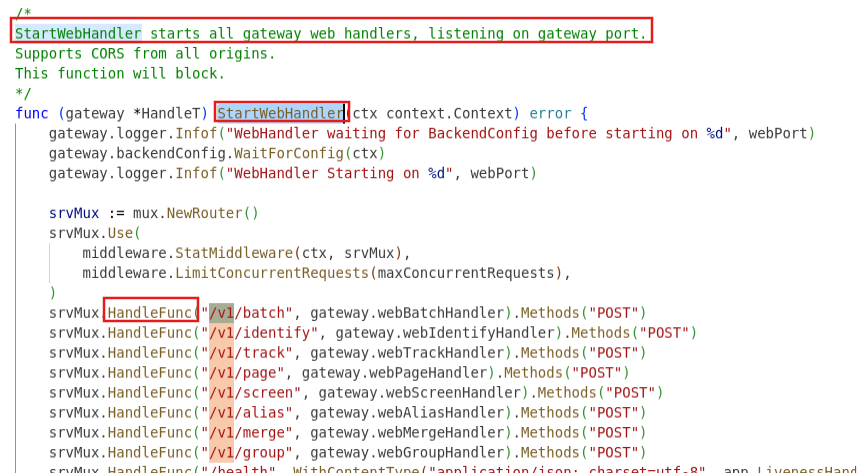 /*
StartWebHandler starts all gateway web handlers, listening on gateway port.
Supports CORS from all origins.
This function will block.
*/
func (gateway *HandleT) StartWebHandler(ctx context.Context) error {
    gateway.logger.Infof("WebHandler waiting for BackendConfig before starting on %d", webPort)
    gateway.backendConfig.WaitForConfig(ctx)
    gateway.logger.Infof("WebHandler Starting on %d", webPort)

    srvMux := mux.NewRouter()
    srvMux.Use(
        middleware.StatMiddleware(ctx, srvMux),
        middleware.LimitConcurrentRequests(maxConcurrentRequests),
    )
    srvMux.HandleFunc("/v1/batch", gateway.webBatchHandler).Methods("POST")
    srvMux.HandleFunc("/v1/identify", gateway.webIdentifyHandler).Methods("POST")
    srvMux.HandleFunc("/v1/track", gateway.webTrackHandler).Methods("POST")
    srvMux.HandleFunc("/v1/page", gateway.webPageHandler).Methods("POST")
    srvMux.HandleFunc("/v1/screen", gateway.webScreenHandler).Methods("POST")
    srvMux.HandleFunc("/v1/alias", gateway.webAliasHandler).Methods("POST")
    srvMux.HandleFunc("/v1/merge", gateway.webMergeHandler).Methods("POST")
    srvMux.HandleFunc("/v1/group", gateway.webGroupHandler).Methods("POST")
    srvMux.HandleFunc("/health", WithContentType("application/json; charset=utf-8", app.LivenessHand